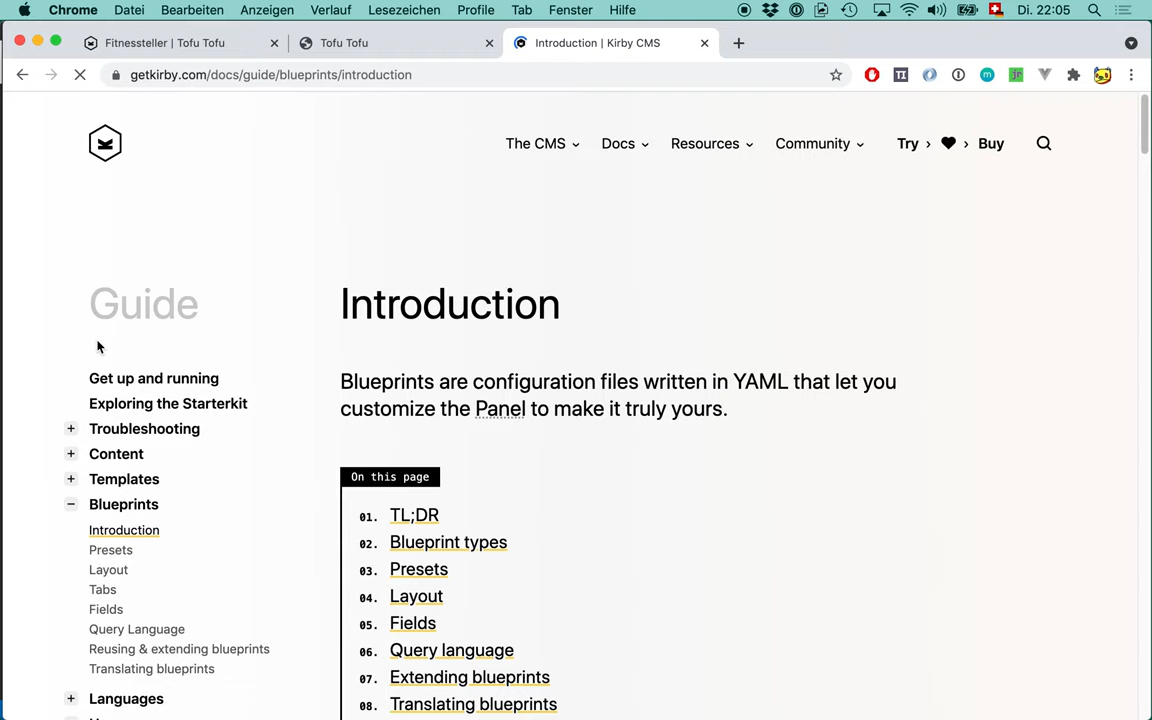 Chrome Datei Bearbeiten Anzeigen Verlauf Lesezeichen Profile Tab Fenster Hilfe Di. 22:05
Fitnessteller | Tofu Tofu
Tofu Tofu
Introduction | Kirby CMS
getkirby.com/docs/guide/blueprints/introduction
The CMS Docs Resources Community Try › ♥ › Buy
Guide
Introduction
Get up and running
Exploring the Starterkit
Troubleshooting
Content
Templates
Blueprints
Introduction
Presets
Layout
Tabs
Fields
Query Language
Reusing & extending blueprints
Translating blueprints
Languages
Blueprints are configuration files written in YAML that let you
customize the Panel to make it truly yours.
On this page
01. TL;DR
02. Blueprint types
03. Presets
04. Layout
05. Fields
06. Query language
07. Extending blueprints
08. Translating blueprints